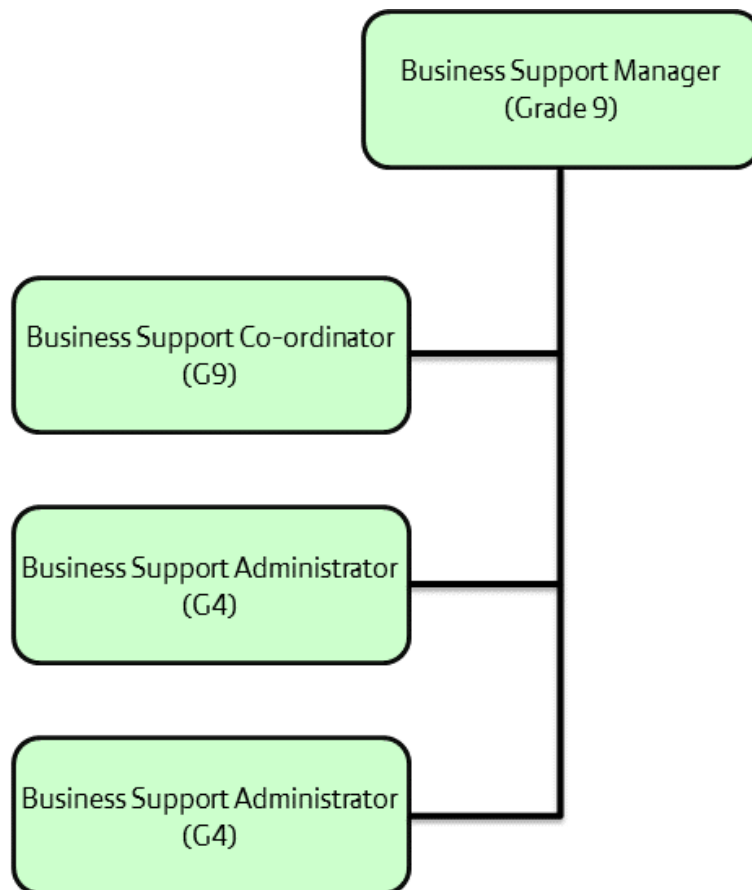 Business Support Manager
(Grade 9)
Business Support Co-ordinator
(G9)
Business Support Administrator
(G4)
Business Support Administrator
(G4)